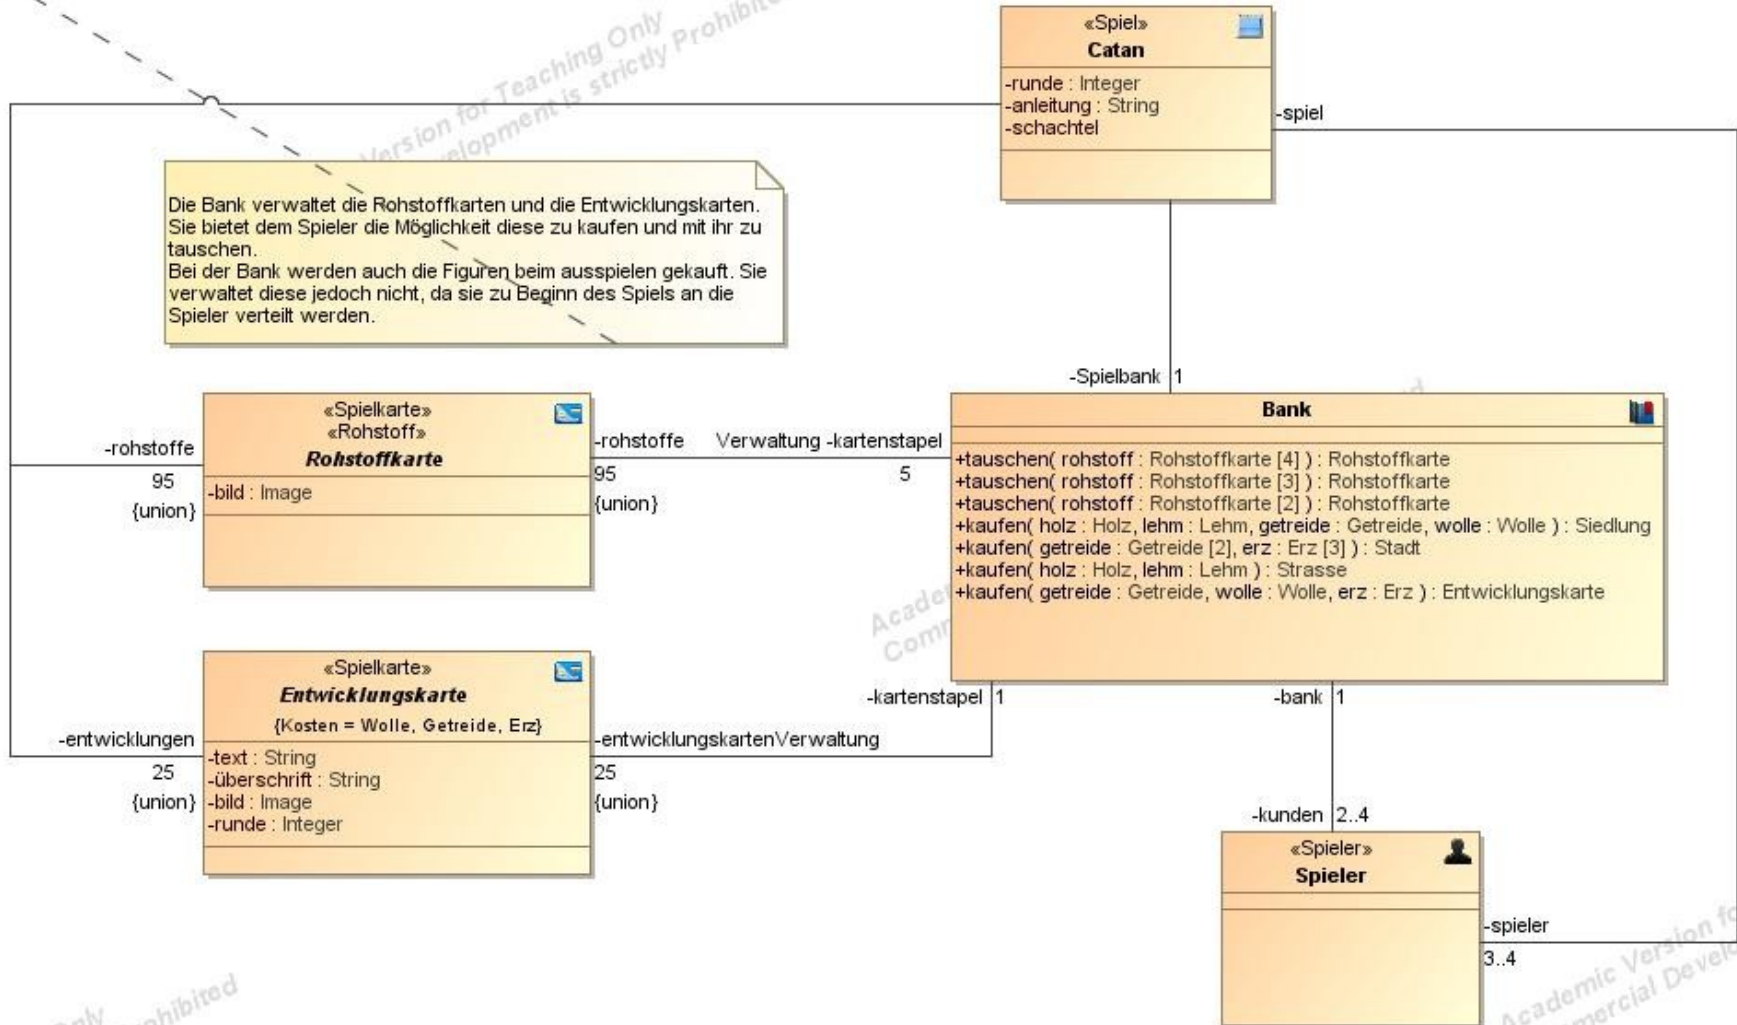 «Spiel»
Catan
-runde : Integer
-anleitung : String
-schachtel
-spiel
Version for Teaching Only
Development is strictly Prohibited
Die Bank verwaltet die Rohstoffkarten und die Entwicklungskarten.
Sie bietet dem Spieler die Möglichkeit diese zu kaufen und mit ihr zu
tauschen.
Bei der Bank werden auch die Figuren beim ausspielen gekauft. Sie
verwaltet diese jedoch nicht, da sie zu Beginn des Spiels an die
Spieler verteilt werden.
-Spielbank 1
«Spielkarte»
«Rohstoff»
Rohstoffkarte
-bild : Image
-rohstoffe
95
{union}
-rohstoffe
95
{union}
Verwaltung -kartenstapel
5
Bank
+tauschen( rohstoff : Rohstoffkarte [4] ) : Rohstoffkarte
+tauschen( rohstoff : Rohstoffkarte [3] ) : Rohstoffkarte
+tauschen( rohstoff : Rohstoffkarte [2] ) : Rohstoffkarte
+kaufen( holz : Holz, lehm : Lehm, getreide : Getreide, wolle : Wolle ) : Siedlung
+kaufen( getreide : Getreide [2], erz : Erz [3] ) : Stadt
+kaufen( holz : Holz, lehm : Lehm ) : Strasse
+kaufen( getreide : Getreide, wolle : Wolle, erz : Erz ) : Entwicklungskarte
«Spielkarte»
Entwicklungskarte
{Kosten = Wolle, Getreide, Erz}
-text : String
-überschrift : String
-bild : Image
-runde : Integer
-entwicklungen
25
{union}
-entwicklungskartenVerwaltung
25
{union}
-kartenstapel 1
-bank 1
-kunden 2..4
«Spieler»
Spieler
-spieler
3..4
Academic Version fo
Only